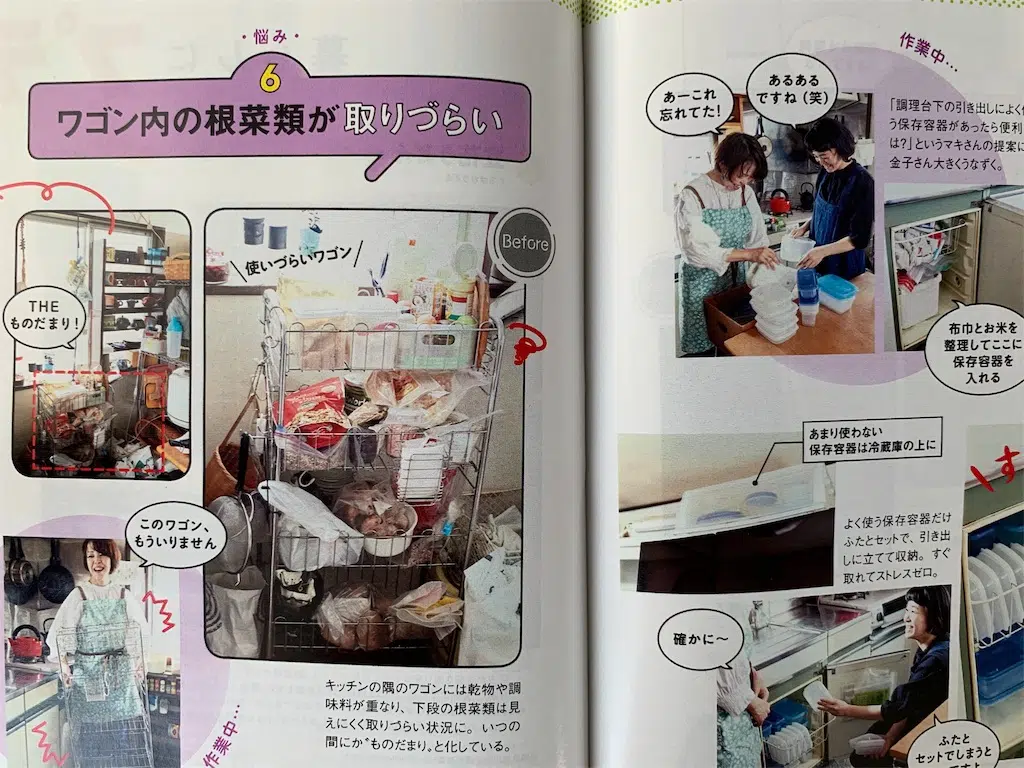 ・悩み・
6
ワゴン内の根菜類が取りづらい
THE
ものだまり!
使いづらいワゴン
Before
このワゴン、
もういりません
キッチンの隅のワゴンには乾物や調
味料が重なり、下段の根菜類は見
えにくく取りづらい状況に。いつの
間にか〝ものだまり〟と化している。
作業中…
作業中…
あーこれ
忘れてた!
あるある
ですね(笑)
「調理台下の引き出しによく使
う保存容器があったら便利
は?」というマキさんの提案に
金子さん大きくうなずく。
布巾とお米を
整理してここに
保存容器を
入れる
あまり使わない
保存容器は冷蔵庫の上に
よく使う保存容器だけ
ふたとセットで、引き出
しに立てて収納。すぐ
取れてストレスゼロ。
す
確かに〜
ふたと
セットでしまうと